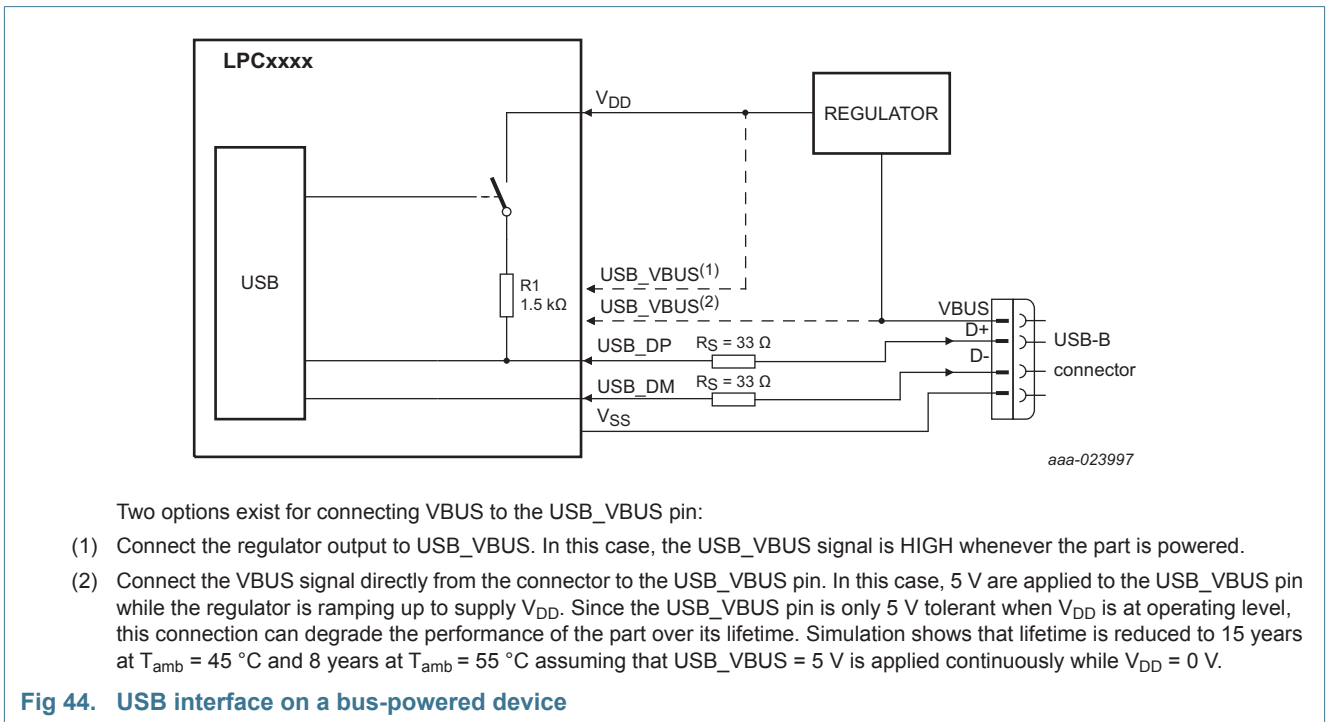 LPCxxxx
VDD
REGULATOR
USB
R1
1.5 kΩ
USB_VBUS(1)
USB_VBUS(2)
VBUS
D+
USB-B
USB_DP
RS = 33 Ω
D-
connector
USB_DM
RS = 33 Ω
VSS
aaa-023997
Two options exist for connecting VBUS to the USB_VBUS pin:
(1) Connect the regulator output to USB_VBUS. In this case, the USB_VBUS signal is HIGH whenever the part is powered.
(2) Connect the VBUS signal directly from the connector to the USB_VBUS pin. In this case, 5 V are applied to the USB_VBUS pin
while the regulator is ramping up to supply VDD. Since the USB_VBUS pin is only 5 V tolerant when VDD is at operating level,
this connection can degrade the performance of the part over its lifetime. Simulation shows that lifetime is reduced to 15 years
at Tamb = 45 °C and 8 years at Tamb = 55 °C assuming that USB_VBUS = 5 V is applied continuously while VDD = 0 V.
Fig 44. USB interface on a bus-powered device